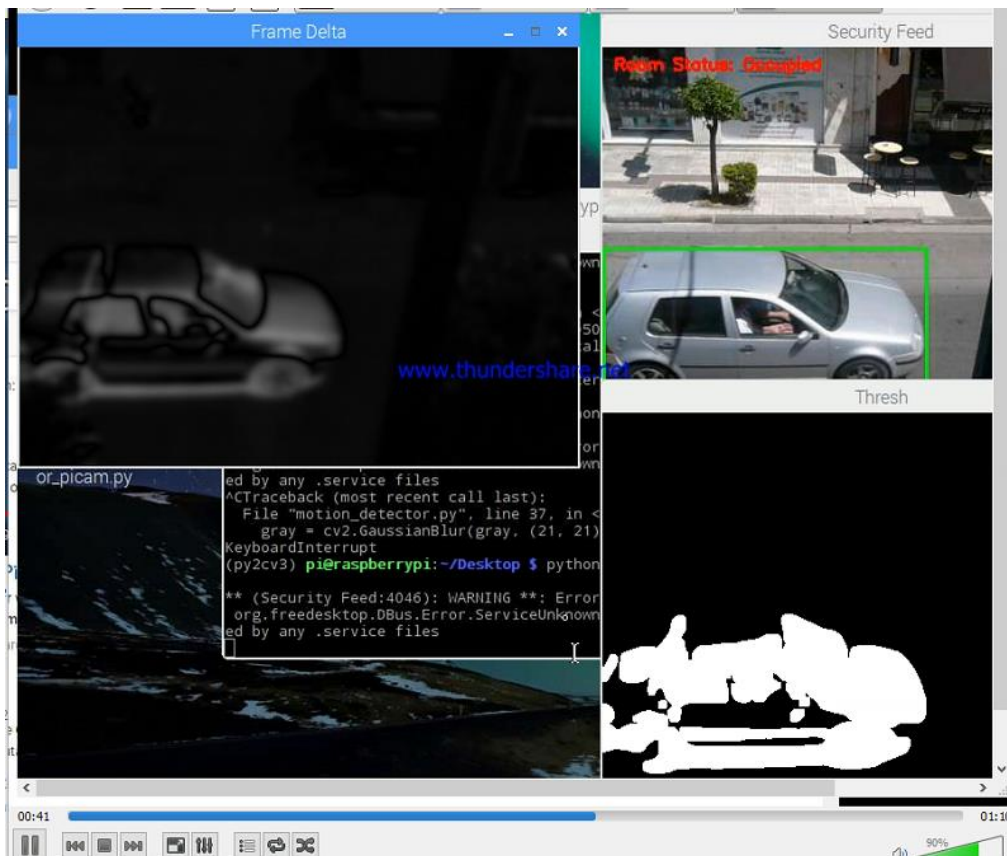 Frame Delta
Security Feed
Room Status: Occupied
www.thundershare.net
Thresh
or_picam.py
ed by any .service files
^CTraceback (most recent call last):
File "motion_detector.py", line 37, in <
gray = cv2.GaussianBlur(gray, (21, 21)
KeyboardInterrupt
(py2cv3) pi@raspberrypi:~/Desktop $ python
** (Security Feed:4046): WARNING **: Error
org.freedesktop.DBus.Error.ServiceUnknown
ed by any .service files
00:41
90%